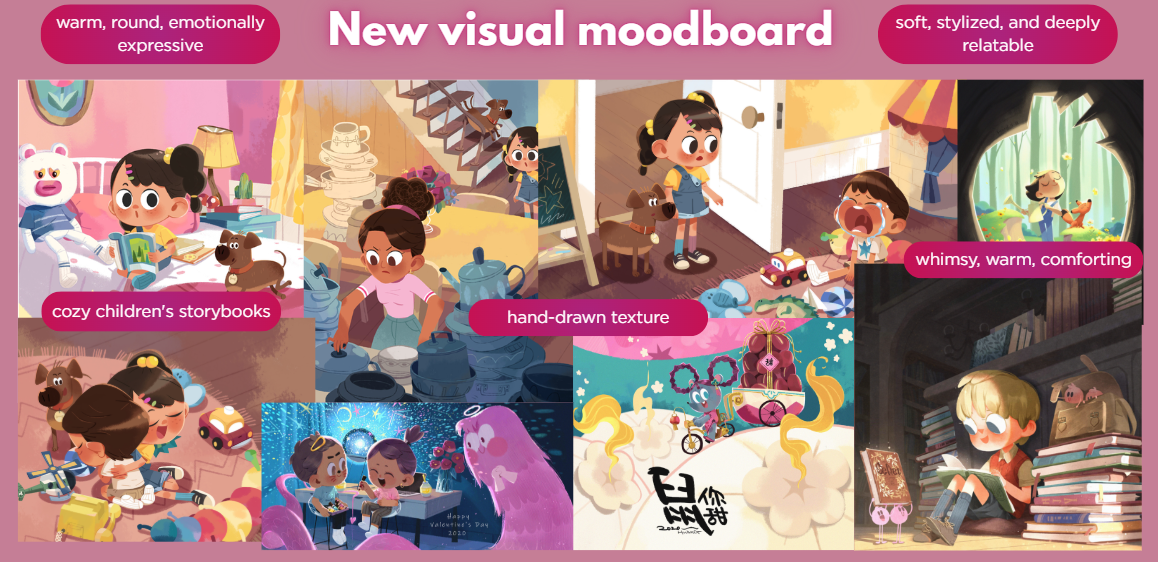 warm, round, emotionally
expressive
New visual moodboard
soft, stylized, and deeply
relatable
whimsy, warm, comforting
cozy children's storybooks
hand-drawn texture
Happy
Valentine's Day
2020
2020